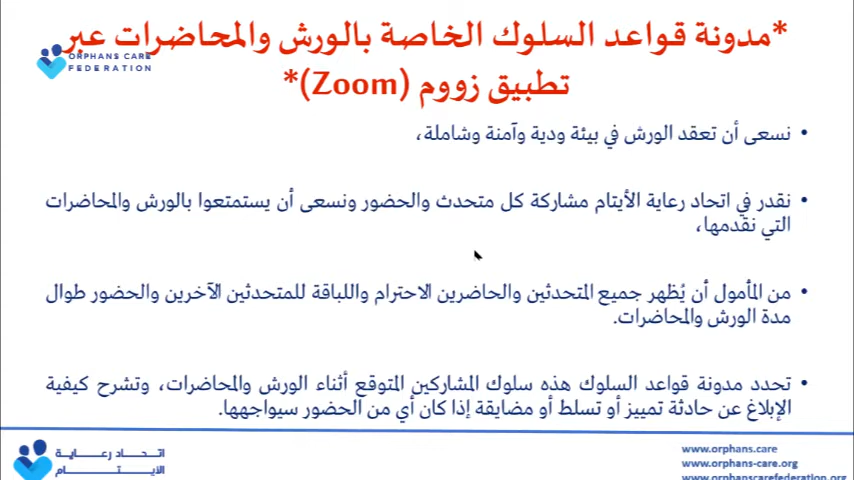 *مدونة قواعد السلوك الخاصة بالورش والمحاضرات عبر
تطبيق زووم (Zoom)*
ORPHANS CARE
FEDERATION
• نسعى أن تعقد الورش في بيئة ودية وآمنة وشاملة،
• نقدر في اتحاد رعاية الأيتام مشاركة كل متحدث والحضور ونسعى أن يستمتعوا بالورش والمحاضرات
التي نقدمها،
• من المأمول أن يُظهر جميع المتحدثين والحاضرين الاحترام واللباقة للمتحدثين الآخرين والحضور طوال
مدة الورش والمحاضرات.
• تحدد مدونة قواعد السلوك هذه سلوك المشاركين المتوقع أثناء الورش والمحاضرات، وتشرح كيفية
الإبلاغ عن حادثة تمييز أو تسلط أو مضايقة إذا كان أي من الحضور سيواجهها.
اتحاد رعاية
الايتام
www.orphans.care
www.orphans-care.org
www.orphanscarefederation.org